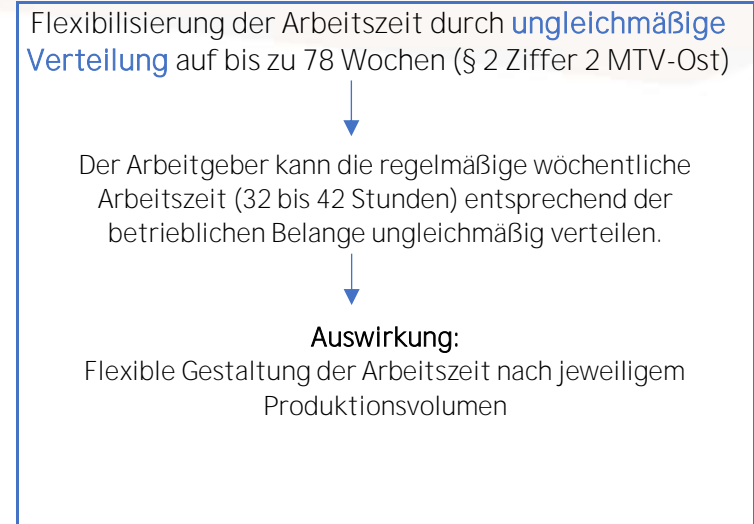 Flexibilisierung der Arbeitszeit durch ungleichmäßige
Verteilung auf bis zu 78 Wochen (§ 2 Ziffer 2 MTV-Ost)
Der Arbeitgeber kann die regelmäßige wöchentliche
Arbeitszeit (32 bis 42 Stunden) entsprechend der
betrieblichen Belange ungleichmäßig verteilen.
Auswirkung:
Flexible Gestaltung der Arbeitszeit nach jeweiligem
Produktionsvolumen